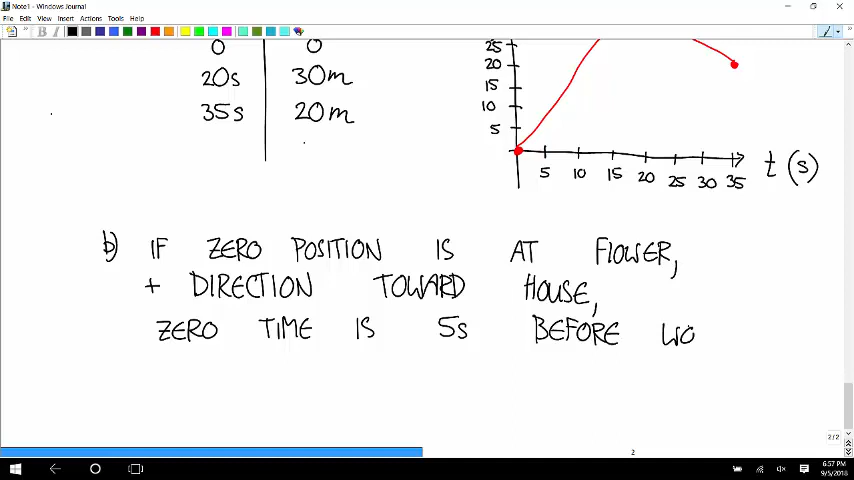 Note1 - Windows Journal
File Edit View Insert Actions Tools Help
B I
0 0
20s 30m
35s 20m
25
20
15
10
5
5 10 15 20 25 30 35
t (s)
b) IF ZERO POSITION IS AT FLOWER,
+ DIRECTION TOWARD HOUSE,
ZERO TIME IS 5s BEFORE WO
2/2
2
6:57 PM
9/5/2018